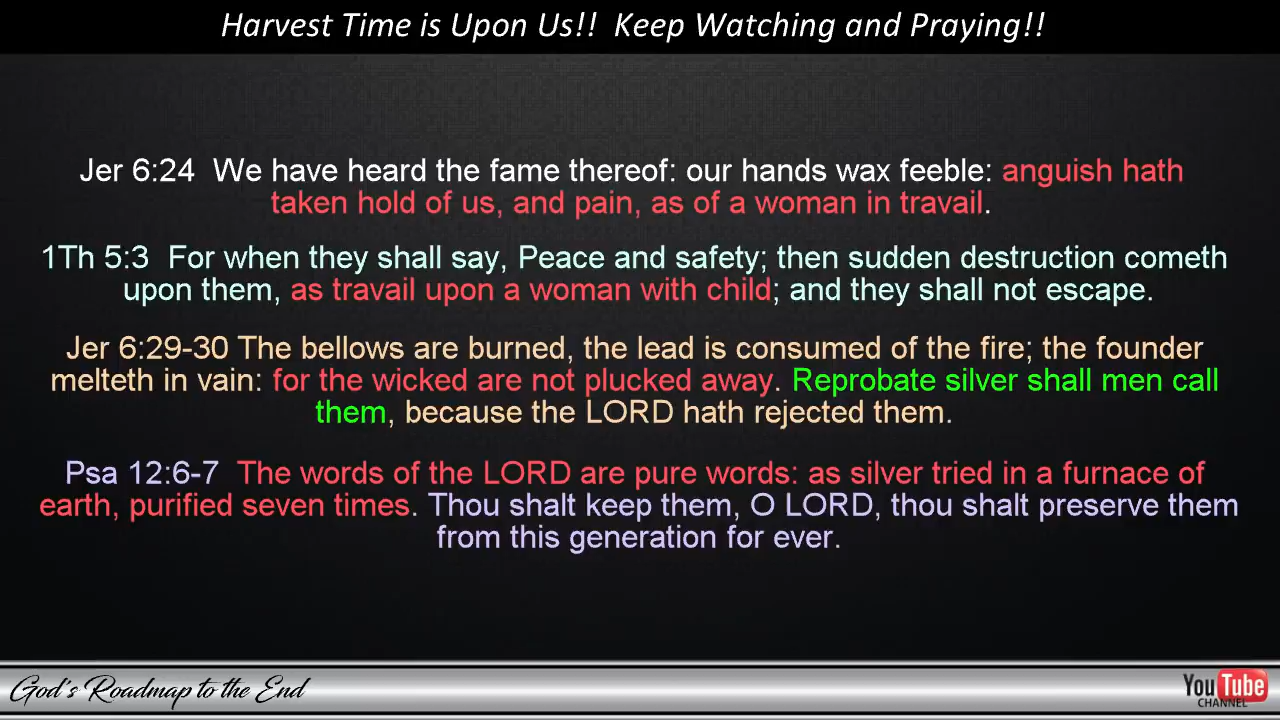 Harvest Time is Upon Us!!  Keep Watching and Praying!!
Jer 6:24  We have heard the fame thereof: our hands wax feeble: anguish hath
taken hold of us, and pain, as of a woman in travail.
1Th 5:3  For when they shall say, Peace and safety; then sudden destruction cometh
upon them, as travail upon a woman with child; and they shall not escape.
Jer 6:29-30 The bellows are burned, the lead is consumed of the fire; the founder
melteth in vain: for the wicked are not plucked away. Reprobate silver shall men call
them, because the LORD hath rejected them.
Psa 12:6-7  The words of the LORD are pure words: as silver tried in a furnace of
earth, purified seven times. Thou shalt keep them, O LORD, thou shalt preserve them
from this generation for ever.
God's Roadmap to the End
YouTube
CHANNEL